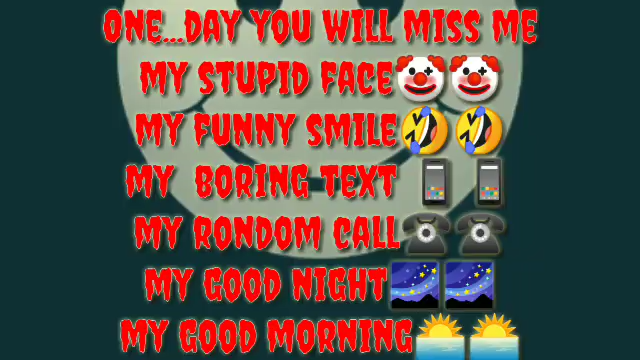 ONE...DAY YOU WILL MISS ME
MY STUPID FACE🤡🤡
MY FUNNY SMILE🤣🤣
MY BORING TEXT 📱📱
MY RONDOM CALL☎☎
MY GOOD NIGHT🌌🌌
MY GOOD MORNING🌅🌅